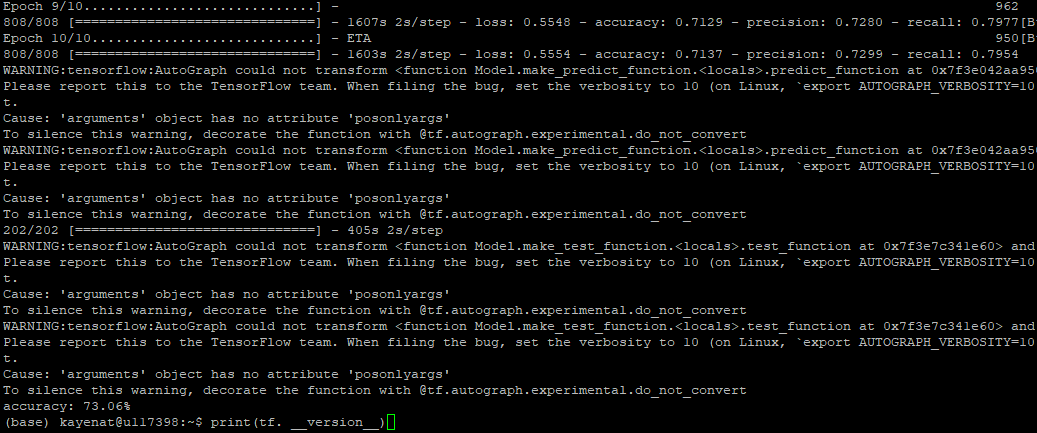 Epoch 9/10.............................] - 962
808/808 [==============================] - 1607s 2s/step - loss: 0.5548 - accuracy: 0.7129 - precision: 0.7280 - recall: 0.7977[B
Epoch 10/10............................] - ETA 950[B
808/808 [==============================] - 1603s 2s/step - loss: 0.5554 - accuracy: 0.7137 - precision: 0.7299 - recall: 0.7954
WARNING:tensorflow:AutoGraph could not transform <function Model.make_predict_function.<locals>.predict_function at 0x7f3e042aa950
Please report this to the TensorFlow team. When filing the bug, set the verbosity to 10 (on Linux, `export AUTOGRAPH_VERBOSITY=10
t.
Cause: 'arguments' object has no attribute 'posonlyargs'
To silence this warning, decorate the function with @tf.autograph.experimental.do_not_convert
WARNING:tensorflow:AutoGraph could not transform <function Model.make_predict_function.<locals>.predict_function at 0x7f3e042aa950
Please report this to the TensorFlow team. When filing the bug, set the verbosity to 10 (on Linux, `export AUTOGRAPH_VERBOSITY=10
t.
Cause: 'arguments' object has no attribute 'posonlyargs'
To silence this warning, decorate the function with @tf.autograph.experimental.do_not_convert
202/202 [==============================] - 405s 2s/step
WARNING:tensorflow:AutoGraph could not transform <function Model.make_test_function.<locals>.test_function at 0x7f3e7c341e60> and
Please report this to the TensorFlow team. When filing the bug, set the verbosity to 10 (on Linux, `export AUTOGRAPH_VERBOSITY=10
t.
Cause: 'arguments' object has no attribute 'posonlyargs'
To silence this warning, decorate the function with @tf.autograph.experimental.do_not_convert
WARNING:tensorflow:AutoGraph could not transform <function Model.make_test_function.<locals>.test_function at 0x7f3e7c341e60> and
Please report this to the TensorFlow team. When filing the bug, set the verbosity to 10 (on Linux, `export AUTOGRAPH_VERBOSITY=10
t.
Cause: 'arguments' object has no attribute 'posonlyargs'
To silence this warning, decorate the function with @tf.autograph.experimental.do_not_convert
accuracy: 73.06%
(base) kayenat@u117398:~$ print(tf. __version__)